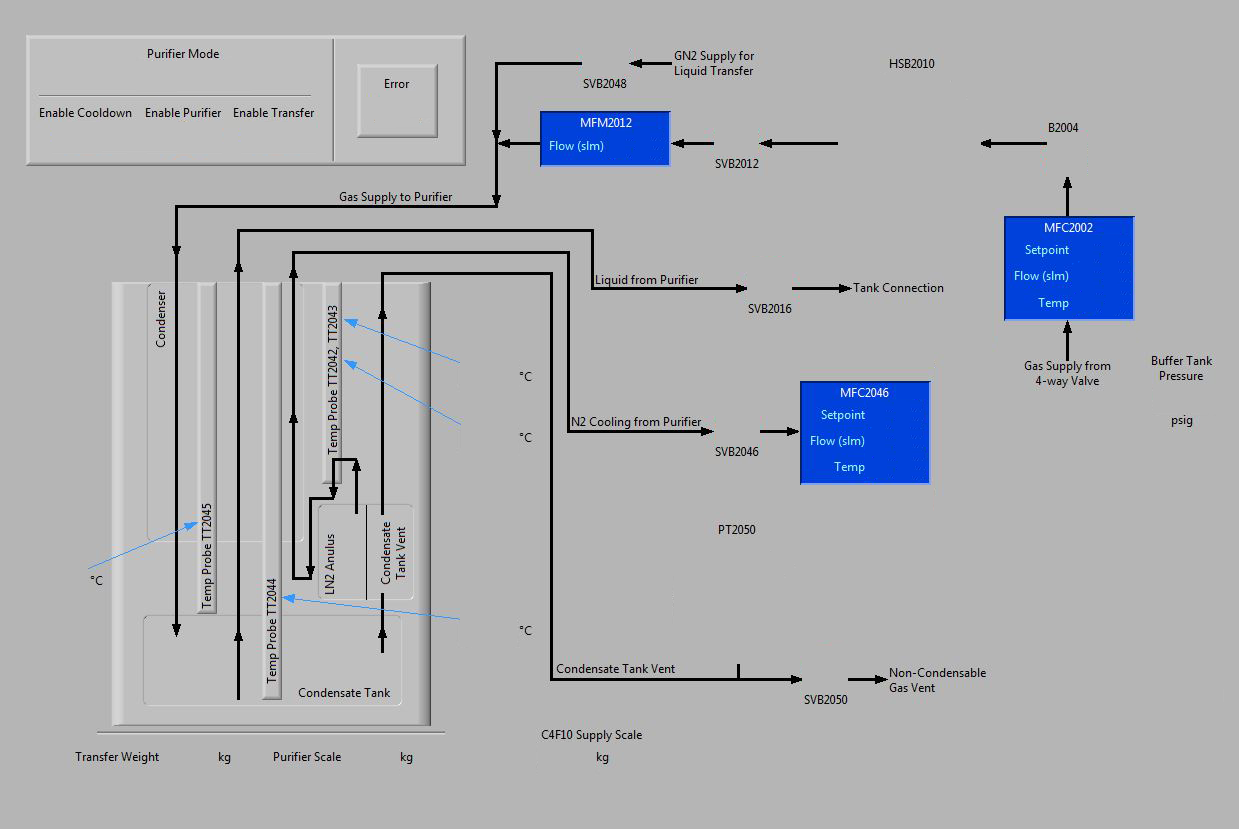 Purifier Mode
Error
Enable Cooldown
Enable Purifier
Enable Transfer
GN2 Supply for
Liquid Transfer
SVB2048
HSB2010
MFM2012
Flow (slm)
SVB2012
B2004
Gas Supply to Purifier
MFC2002
Setpoint
Flow (slm)
Temp
Liquid from Purifier
SVB2016
Tank Connection
Gas Supply from
4-way Valve
Buffer Tank
Pressure
psig
Condenser
Temp Probe TT2042, TT2043
°C
°C
N2 Cooling from Purifier
SVB2046
MFC2046
Setpoint
Flow (slm)
Temp
PT2050
Temp Probe TT2045
°C
LN2 Anulus
Condensate
Tank Vent
Temp Probe TT2044
°C
Condensate Tank
Condensate Tank Vent
SVB2050
Non-Condensable
Gas Vent
C4F10 Supply Scale
kg
Transfer Weight
kg
Purifier Scale
kg